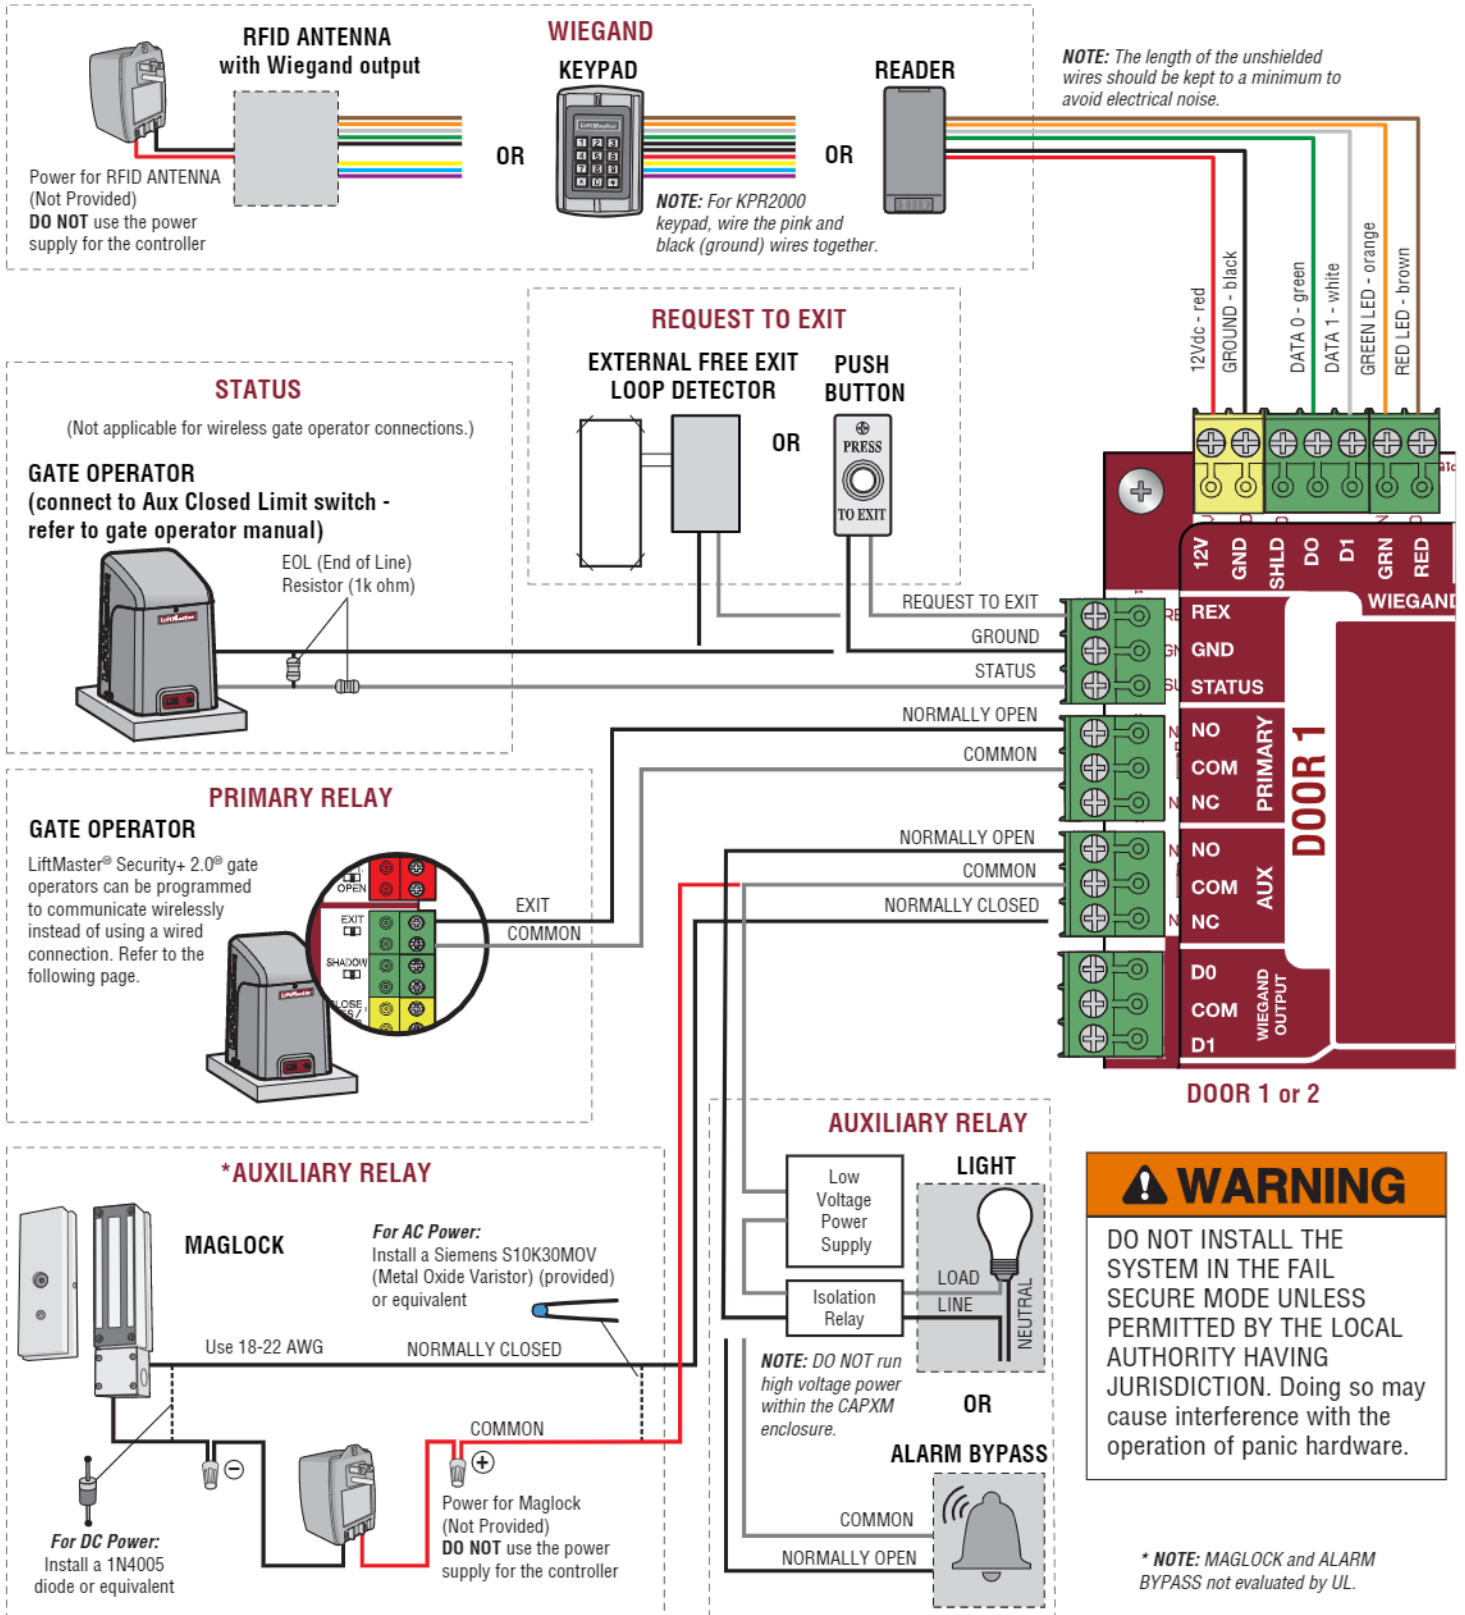 WIEGAND
RFID ANTENNA
with Wiegand output
KEYPAD
READER
OR
OR
LiftMaster
1 2 3
4 5 6
7 8 9
* 0 #
Power for RFID ANTENNA
(Not Provided)
DO NOT use the power
supply for the controller
NOTE: For KPR2000
keypad, wire the pink and
black (ground) wires together.
NOTE: The length of the unshielded
wires should be kept to a minimum to
avoid electrical noise.
12Vdc - red
GROUND - black
DATA 0 - green
DATA 1 - white
GREEN LED - orange
RED LED - brown
REQUEST TO EXIT
EXTERNAL FREE EXIT
LOOP DETECTOR
OR
PUSH
BUTTON
PRESS
TO EXIT
STATUS
(Not applicable for wireless gate operator connections.)
GATE OPERATOR
(connect to Aux Closed Limit switch -
refer to gate operator manual)
EOL (End of Line)
Resistor (1k ohm)
LiftMaster
REQUEST TO EXIT
GROUND
STATUS
NORMALLY OPEN
COMMON
NORMALLY OPEN
COMMON
NORMALLY CLOSED
12V
GND
SHLD
DO
D1
GRN
RED
WIEGAND
REX
GND
STATUS
NO
COM
NC
PRIMARY
NO
COM
NC
AUX
DOOR 1
D0
COM
D1
WIEGAND
OUTPUT
DOOR 1 or 2
PRIMARY RELAY
GATE OPERATOR
LiftMaster® Security+ 2.0® gate
operators can be programmed
to communicate wirelessly
instead of using a wired
connection. Refer to the
following page.
OPEN
EXIT
SHADOW
EXIT
COMMON
LiftMaster
*AUXILIARY RELAY
MAGLOCK
For AC Power:
Install a Siemens S10K30MOV
(Metal Oxide Varistor) (provided)
or equivalent
Use 18-22 AWG
NORMALLY CLOSED
COMMON
−
+
Power for Maglock
(Not Provided)
DO NOT use the power
supply for the controller
For DC Power:
Install a 1N4005
diode or equivalent
AUXILIARY RELAY
Low
Voltage
Power
Supply
LIGHT
LOAD
LINE
NEUTRAL
Isolation
Relay
NOTE: DO NOT run
high voltage power
within the CAPXM
enclosure.
OR
ALARM BYPASS
COMMON
NORMALLY OPEN
WARNING
DO NOT INSTALL THE
SYSTEM IN THE FAIL
SECURE MODE UNLESS
PERMITTED BY THE LOCAL
AUTHORITY HAVING
JURISDICTION. Doing so may
cause interference with the
operation of panic hardware.
* NOTE: MAGLOCK and ALARM
BYPASS not evaluated by UL.